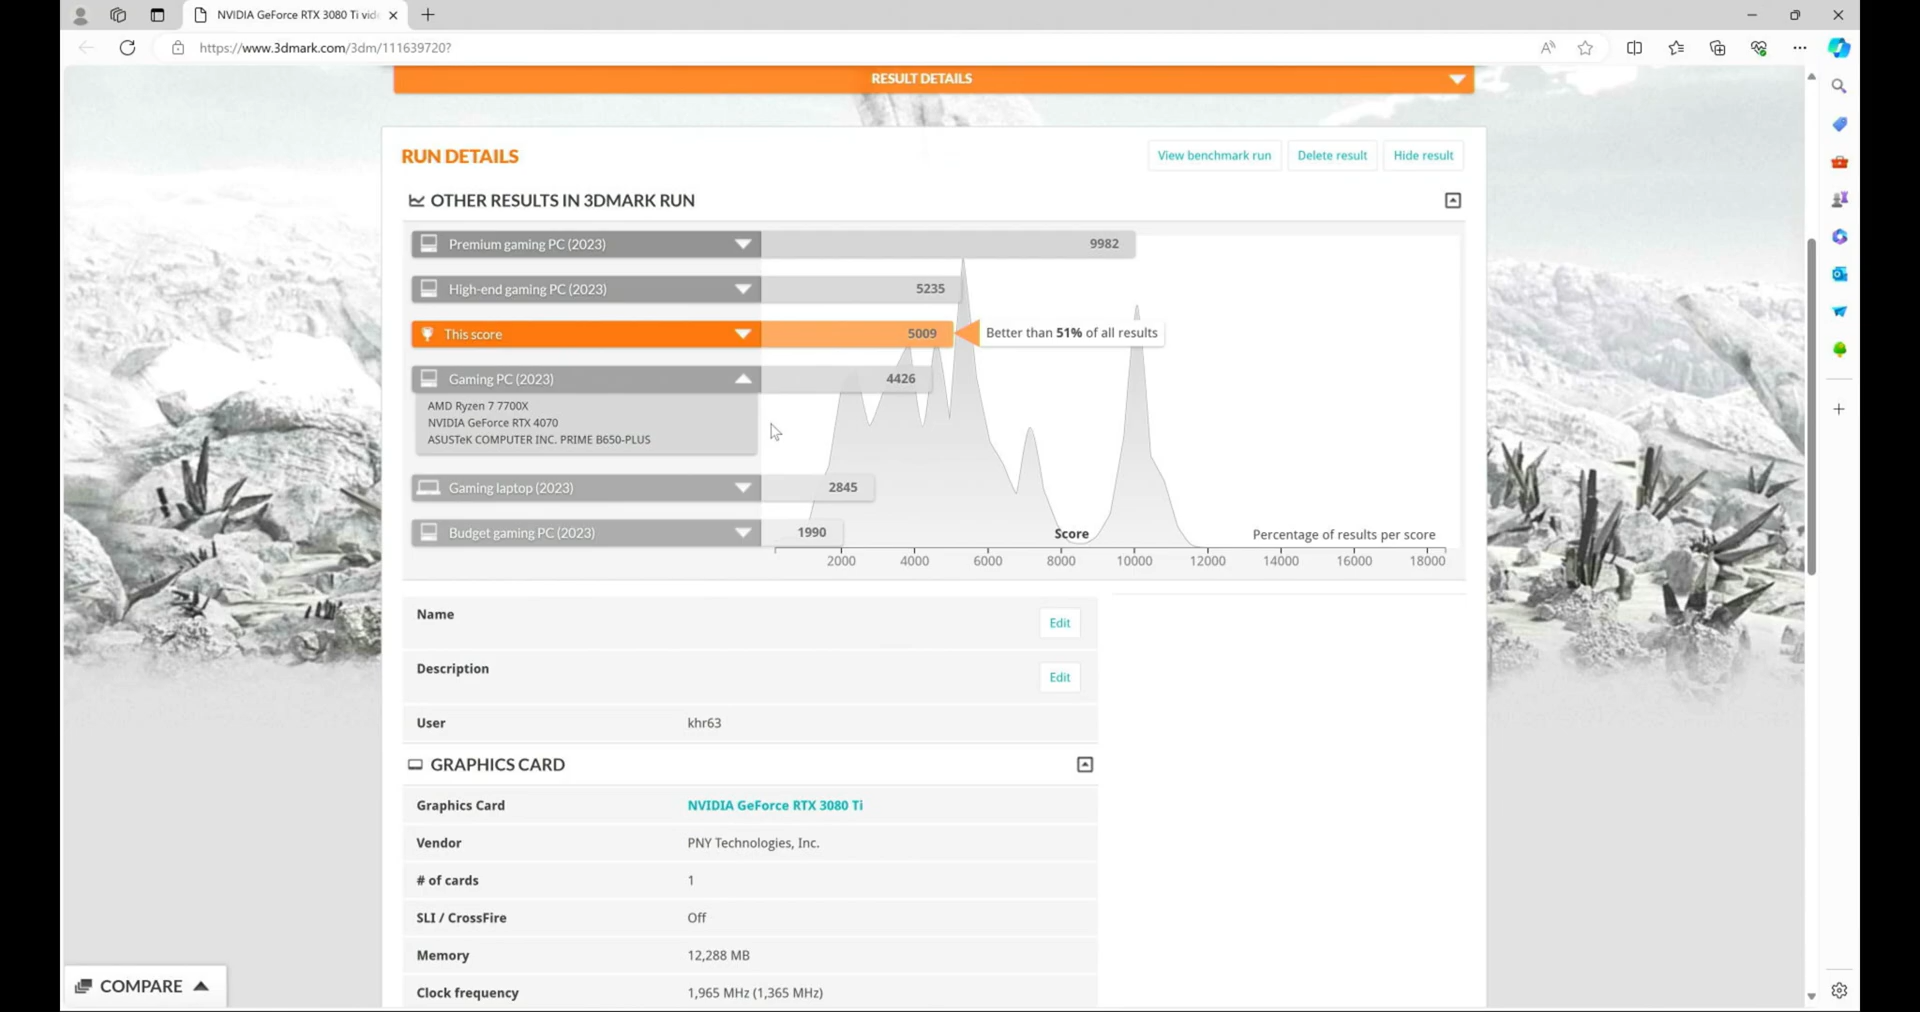 NVIDIA GeForce RTX 3080 Ti vide
https://www.3dmark.com/3dm/111639720?
RESULT DETAILS
RUN DETAILS
View benchmark run
Delete result
Hide result
OTHER RESULTS IN 3DMARK RUN
Premium gaming PC (2023)
9982
High-end gaming PC (2023)
5235
This score
5009
Better than 51% of all results
Gaming PC (2023)
4426
AMD Ryzen 7 7700X
NVIDIA GeForce RTX 4070
ASUSTeK COMPUTER INC. PRIME B650-PLUS
Gaming laptop (2023)
2845
Budget gaming PC (2023)
1990
Score
Percentage of results per score
2000 4000 6000 8000 10000 12000 14000 16000 18000
Name
Edit
Description
Edit
User khr63
GRAPHICS CARD
Graphics Card NVIDIA GeForce RTX 3080 Ti
Vendor PNY Technologies, Inc.
# of cards 1
SLI / CrossFire Off
Memory 12,288 MB
Clock frequency 1,965 MHz (1,365 MHz)
COMPARE